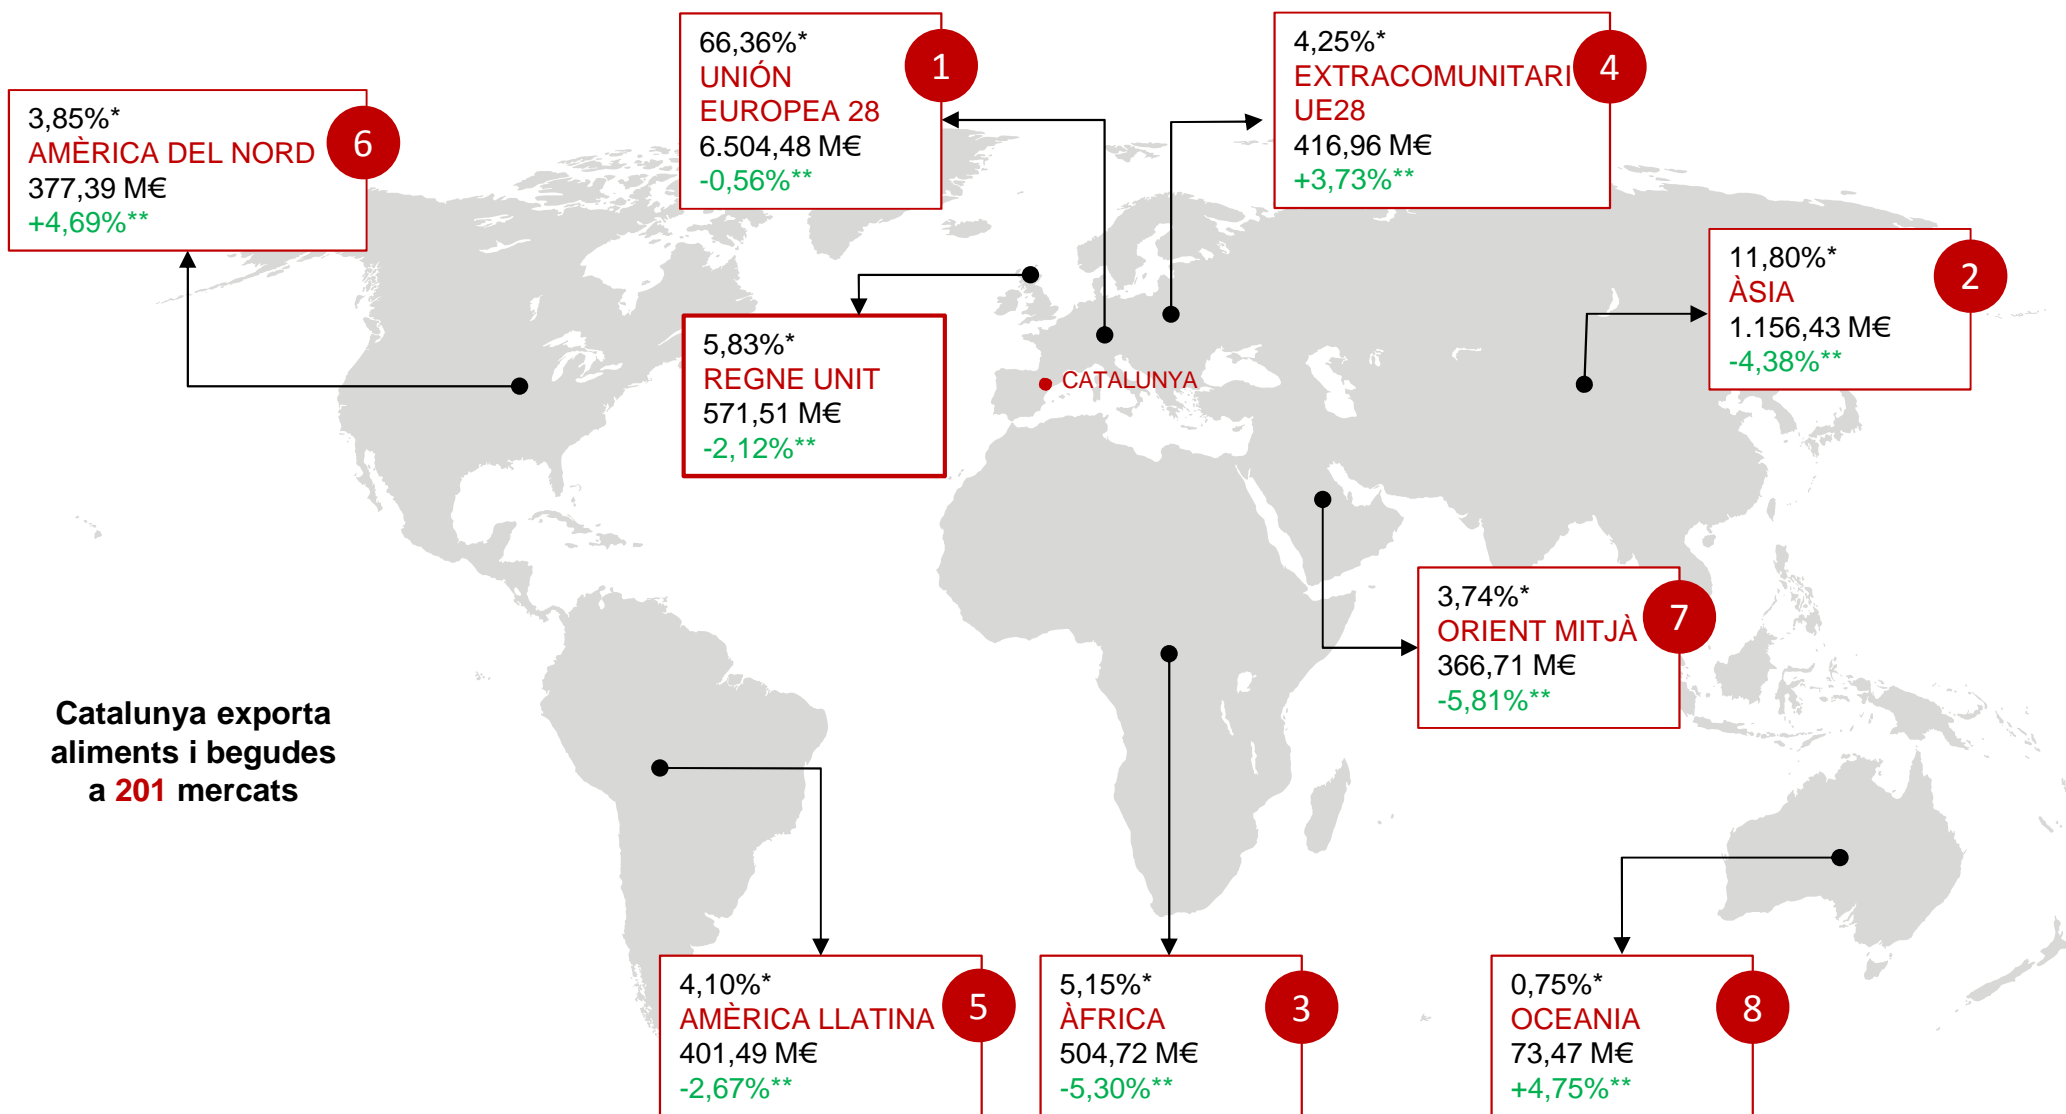 66,36%*
UNIÓN
EUROPEA 28
6.504,48 M€
-0,56%**
1
4,25%*
EXTRACOMUNITARI
UE28
416,96 M€
+3,73%**
4
3,85%*
AMÈRICA DEL NORD
377,39 M€
+4,69%**
6
11,80%*
ÀSIA
1.156,43 M€
-4,38%**
2
5,83%*
REGNE UNIT
571,51 M€
-2,12%**
CATALUNYA
3,74%*
ORIENT MITJÀ
366,71 M€
-5,81%**
7
Catalunya exporta
aliments i begudes
a 201 mercats
4,10%*
AMÈRICA LLATINA
401,49 M€
-2,67%**
5
5,15%*
ÀFRICA
504,72 M€
-5,30%**
3
0,75%*
OCEANIA
73,47 M€
+4,75%**
8